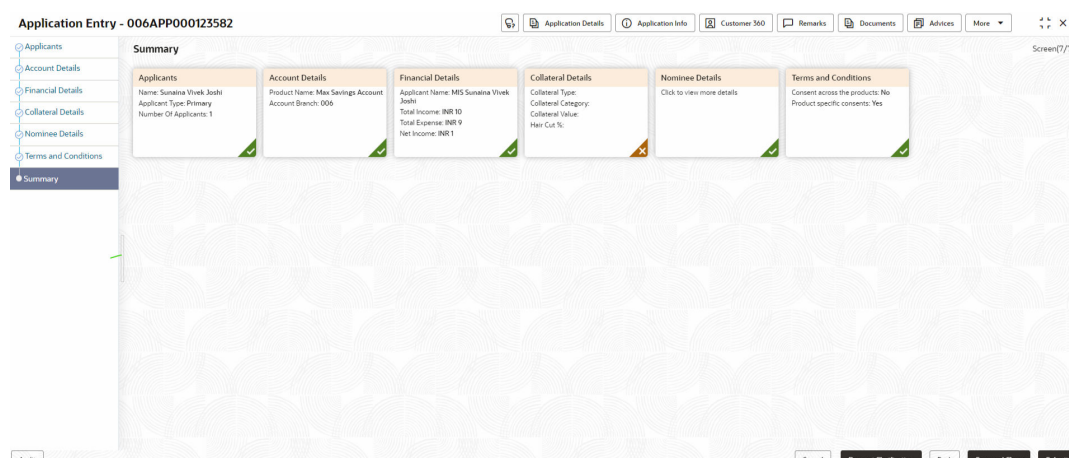 Application Entry - 006APP000123582
Application Details
Application Info
Customer 360
Remarks
Documents
Advices
More
Applicants
Account Details
Financial Details
Collateral Details
Nominee Details
Terms and Conditions
Summary
Summary
Screen(7/7
Applicants
Name: Sunaina Vivek Joshi
Applicant Type: Primary
Number Of Applicants: 1
Account Details
Product Name: Max Savings Account
Account Branch: 006
Financial Details
Applicant Name: MIS Sunaina Vivek
Joshi
Total Income: INR 10
Total Expense: INR 9
Net Income: INR 1
Collateral Details
Collateral Type:
Collateral Category:
Collateral Value:
Hair Cut %:
Nominee Details
Click to view more details
Terms and Conditions
Consent across the products: No
Product specific consents: Yes